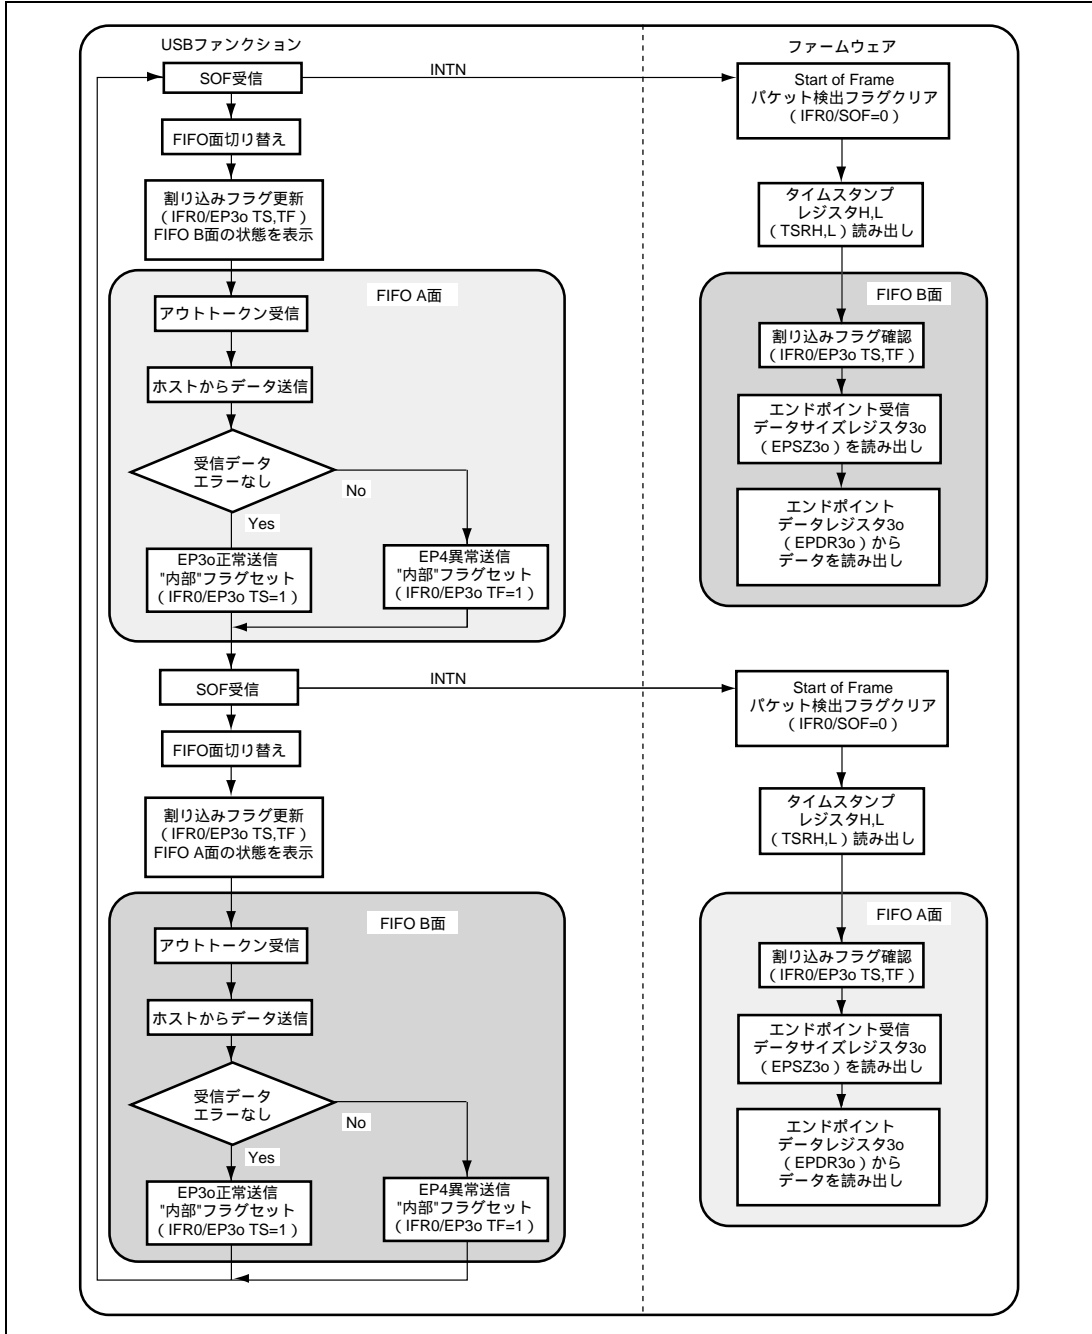 USBファンクション
ファームウェア
SOF受信
INTN
Start of Frame
パケット検出フラグクリア
（IFR0/SOF=0）
FIFO面切り替え
割り込みフラグ更新
（IFR0/EP3o TS,TF）
FIFO B面の状態を表示
タイムスタンプ
レジスタH,L
（TSRH,L）読み出し
FIFO A面
アウトトークン受信
ホストからデータ送信
受信データ
エラーなし
No
Yes
EP3o正常送信
"内部"フラグセット
（IFR0/EP3o TS=1）
EP4異常送信
"内部"フラグセット
（IFR0/EP3o TF=1）
FIFO B面
割り込みフラグ確認
（IFR0/EP3o TS,TF）
エンドポイント受信
データサイズレジスタ3o
（EPSZ3o）を読み出し
エンドポイント
データレジスタ3o
（EPDR3o）から
データを読み出し
SOF受信
INTN
Start of Frame
パケット検出フラグクリア
（IFR0/SOF=0）
FIFO面切り替え
割り込みフラグ更新
（IFR0/EP3o TS,TF）
FIFO A面の状態を表示
タイムスタンプ
レジスタH,L
（TSRH,L）読み出し
FIFO B面
アウトトークン受信
ホストからデータ送信
受信データ
エラーなし
No
Yes
EP3o正常送信
"内部"フラグセット
（IFR0/EP3o TS=1）
EP4異常送信
"内部"フラグセット
（IFR0/EP3o TF=1）
FIFO A面
割り込みフラグ確認
（IFR0/EP3o TS,TF）
エンドポイント受信
データサイズレジスタ3o
（EPSZ3o）を読み出し
エンドポイント
データレジスタ3o
（EPDR3o）から
データを読み出し